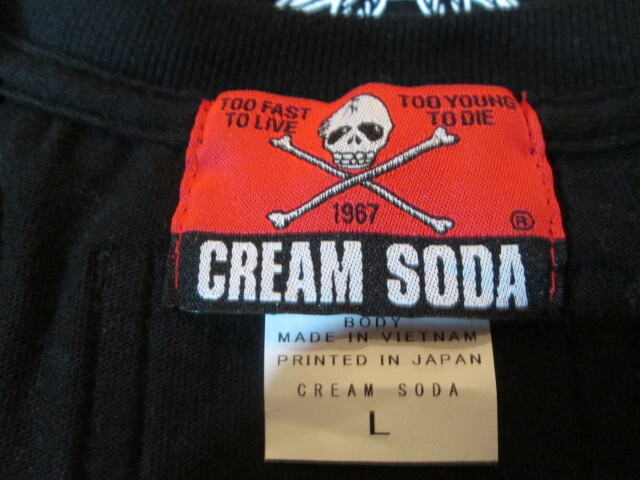 TOO FAST TOO YOUNG
TO LIVE TO DIE
1967 ®
CREAM SODA
BODY
MADE IN VIETNAM
PRINTED IN JAPAN
CREAM SODA
L